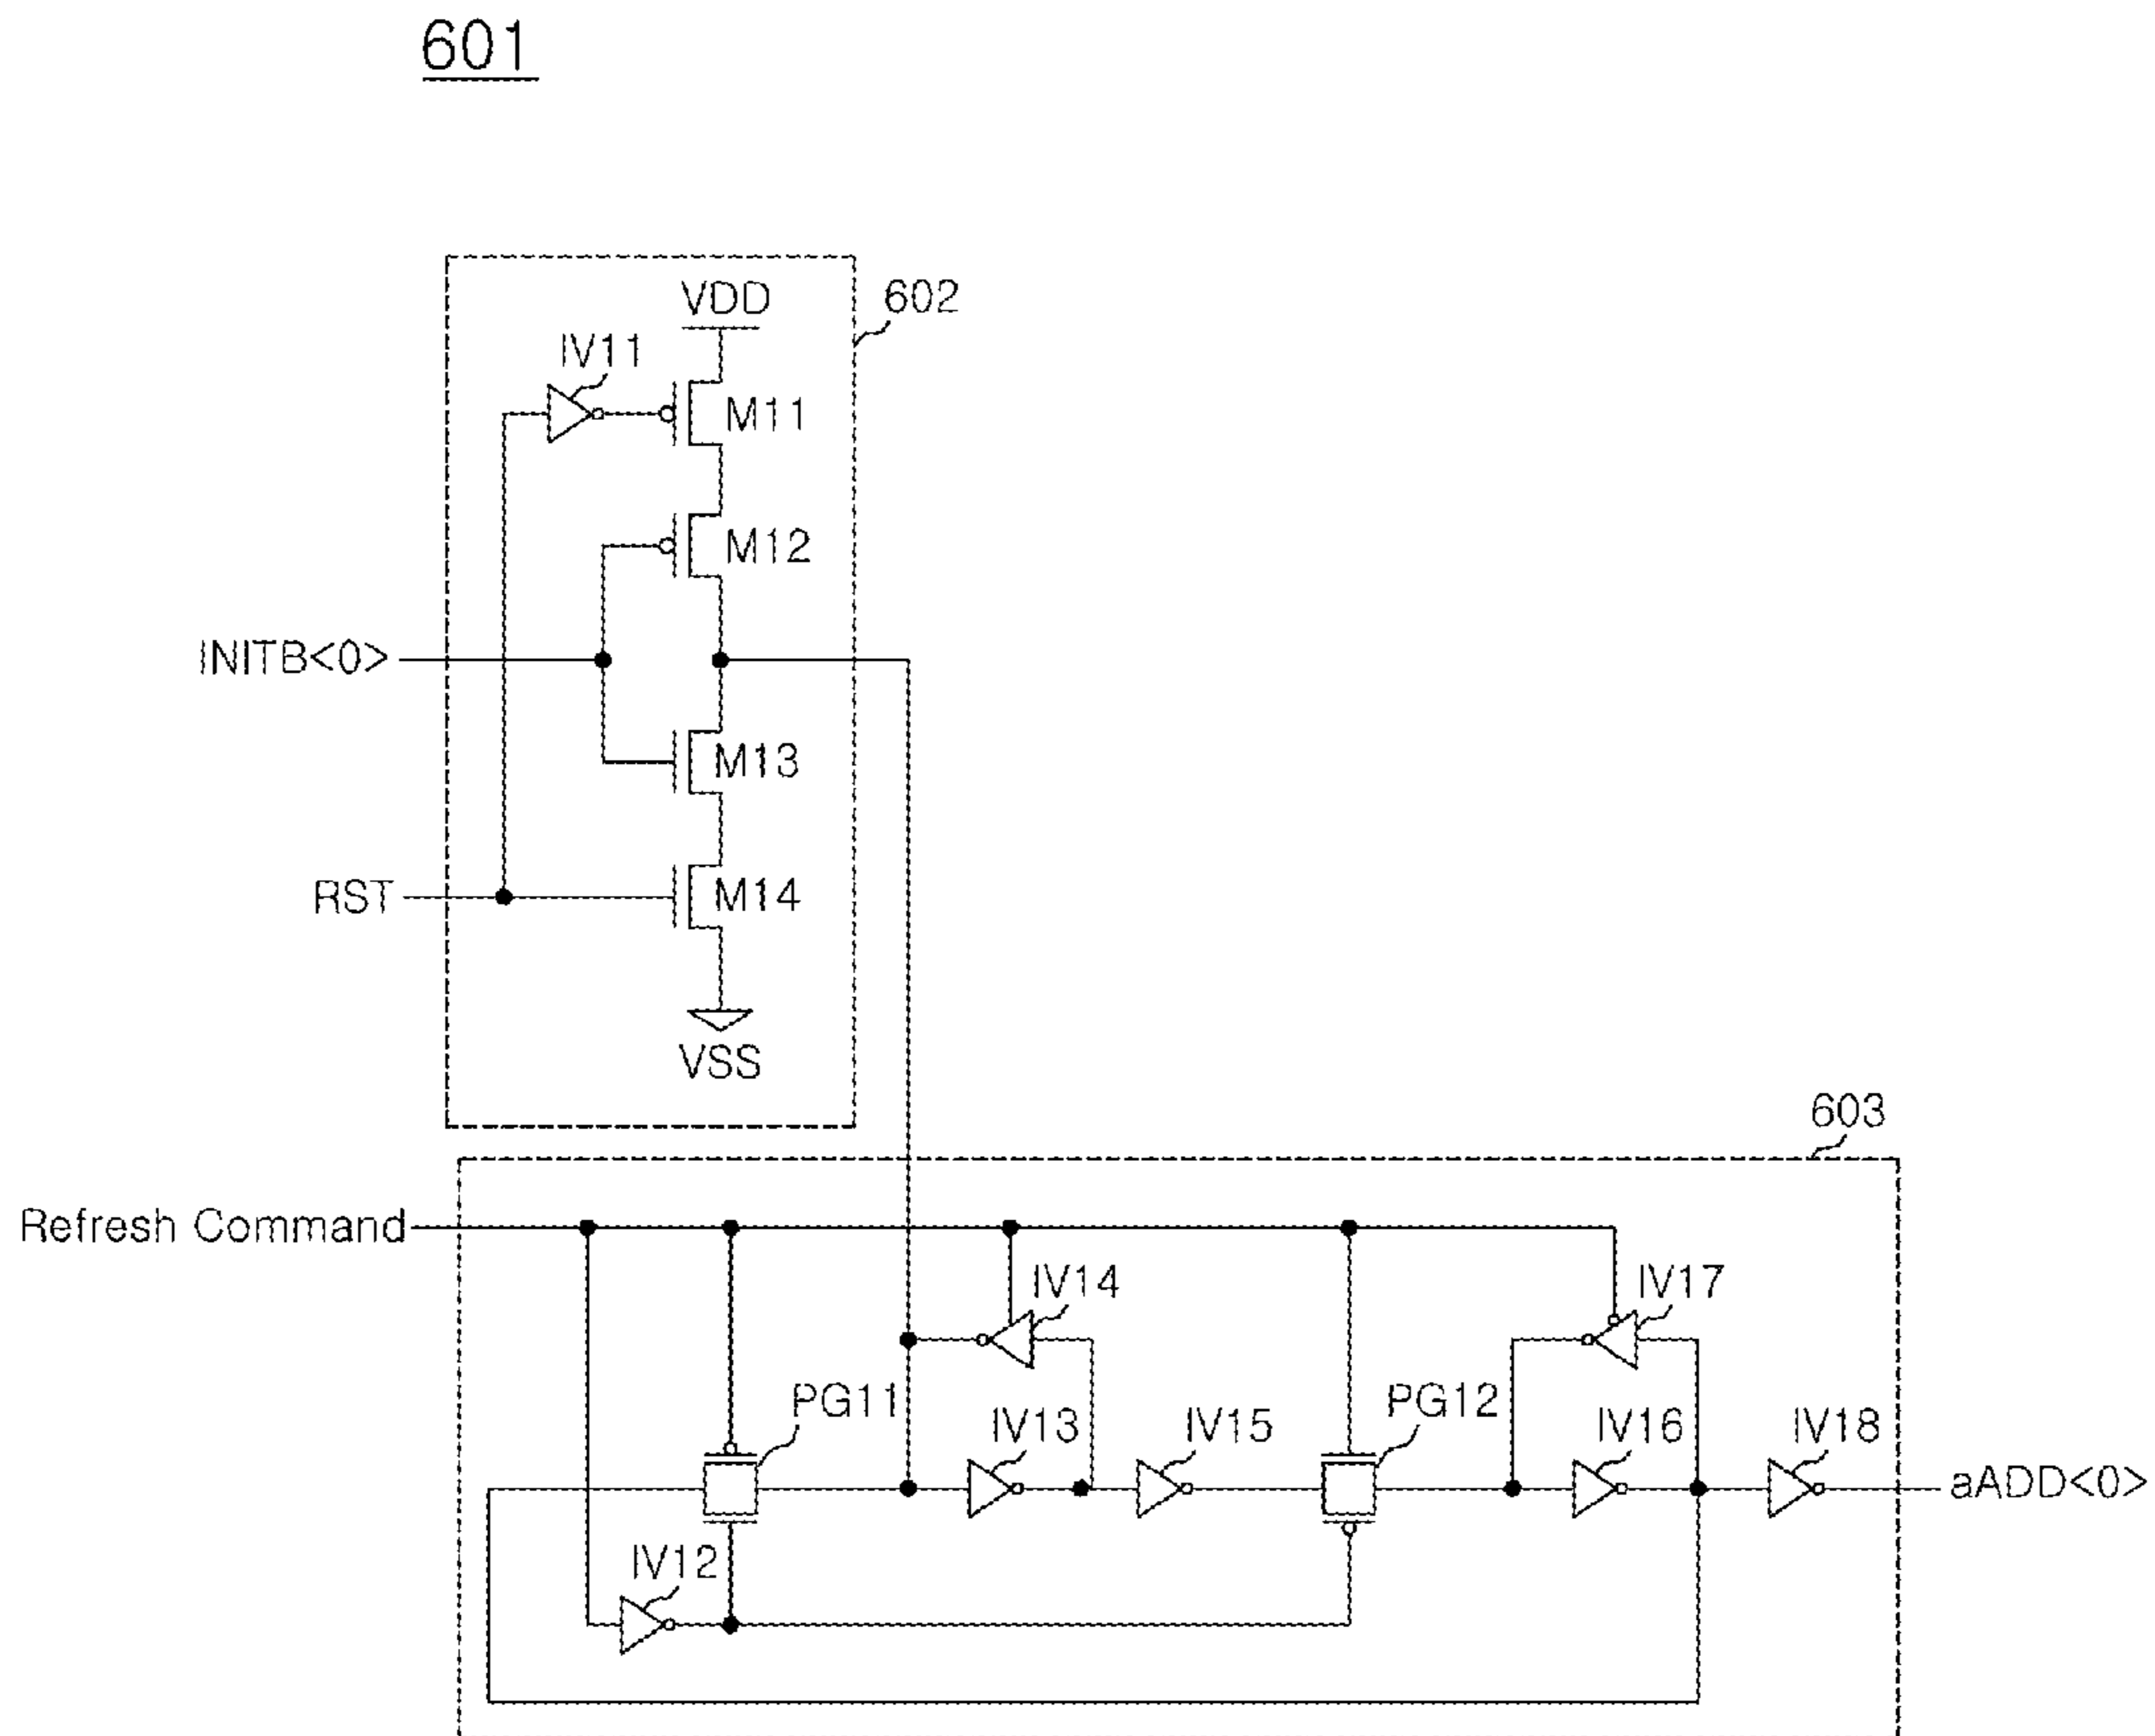 601
VDD
602
IV11
M11
M12
INITB<0>
M13
RST
M14
VSS
603
Refresh Command
IV14
IV17
PG11
IV13
IV15
PG12
IV16
IV18
aADD<0>
IV12